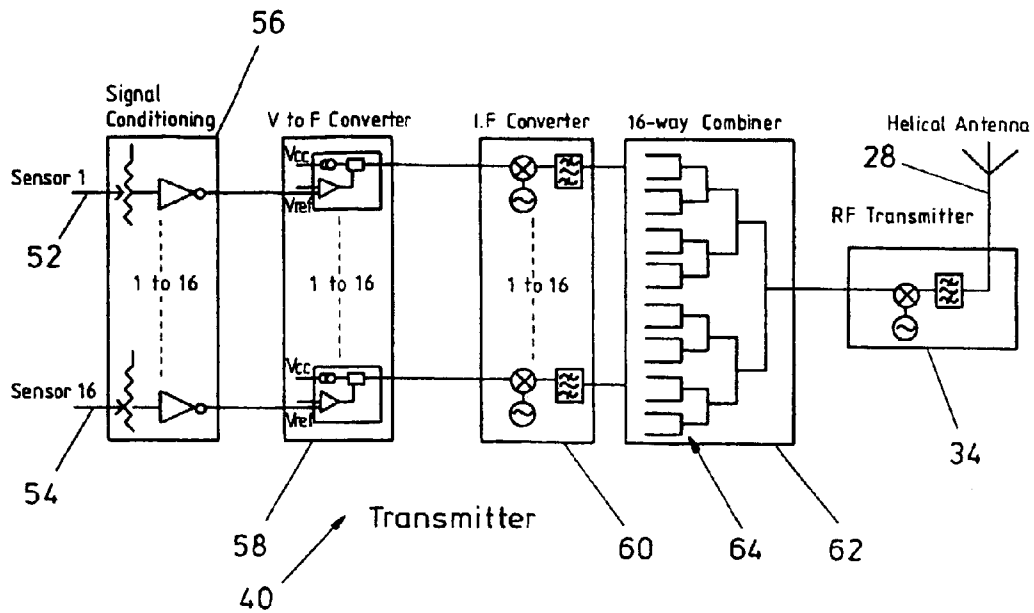 56
Signal
Conditioning
V to F Converter
I.F Converter
16-way Combiner
Helical Antenna
28
RF Transmitter
Sensor 1
52
Vcc
Vref
1 to 16
1 to 16
1 to 16
Sensor 16
54
Vcc
Vref
34
58
60
64
62
Transmitter
40